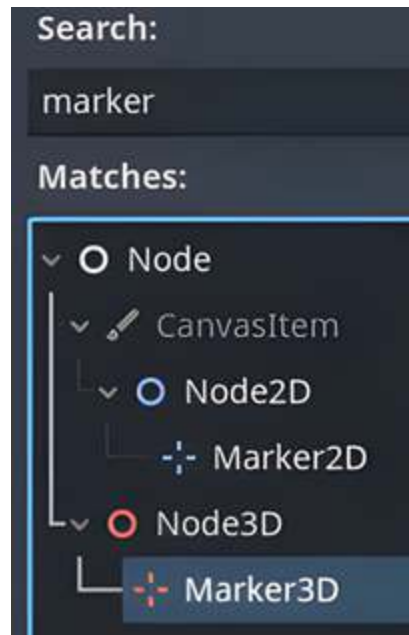 Search:
marker
Matches:
Node
CanvasItem
Node2D
Marker2D
Node3D
Marker3D